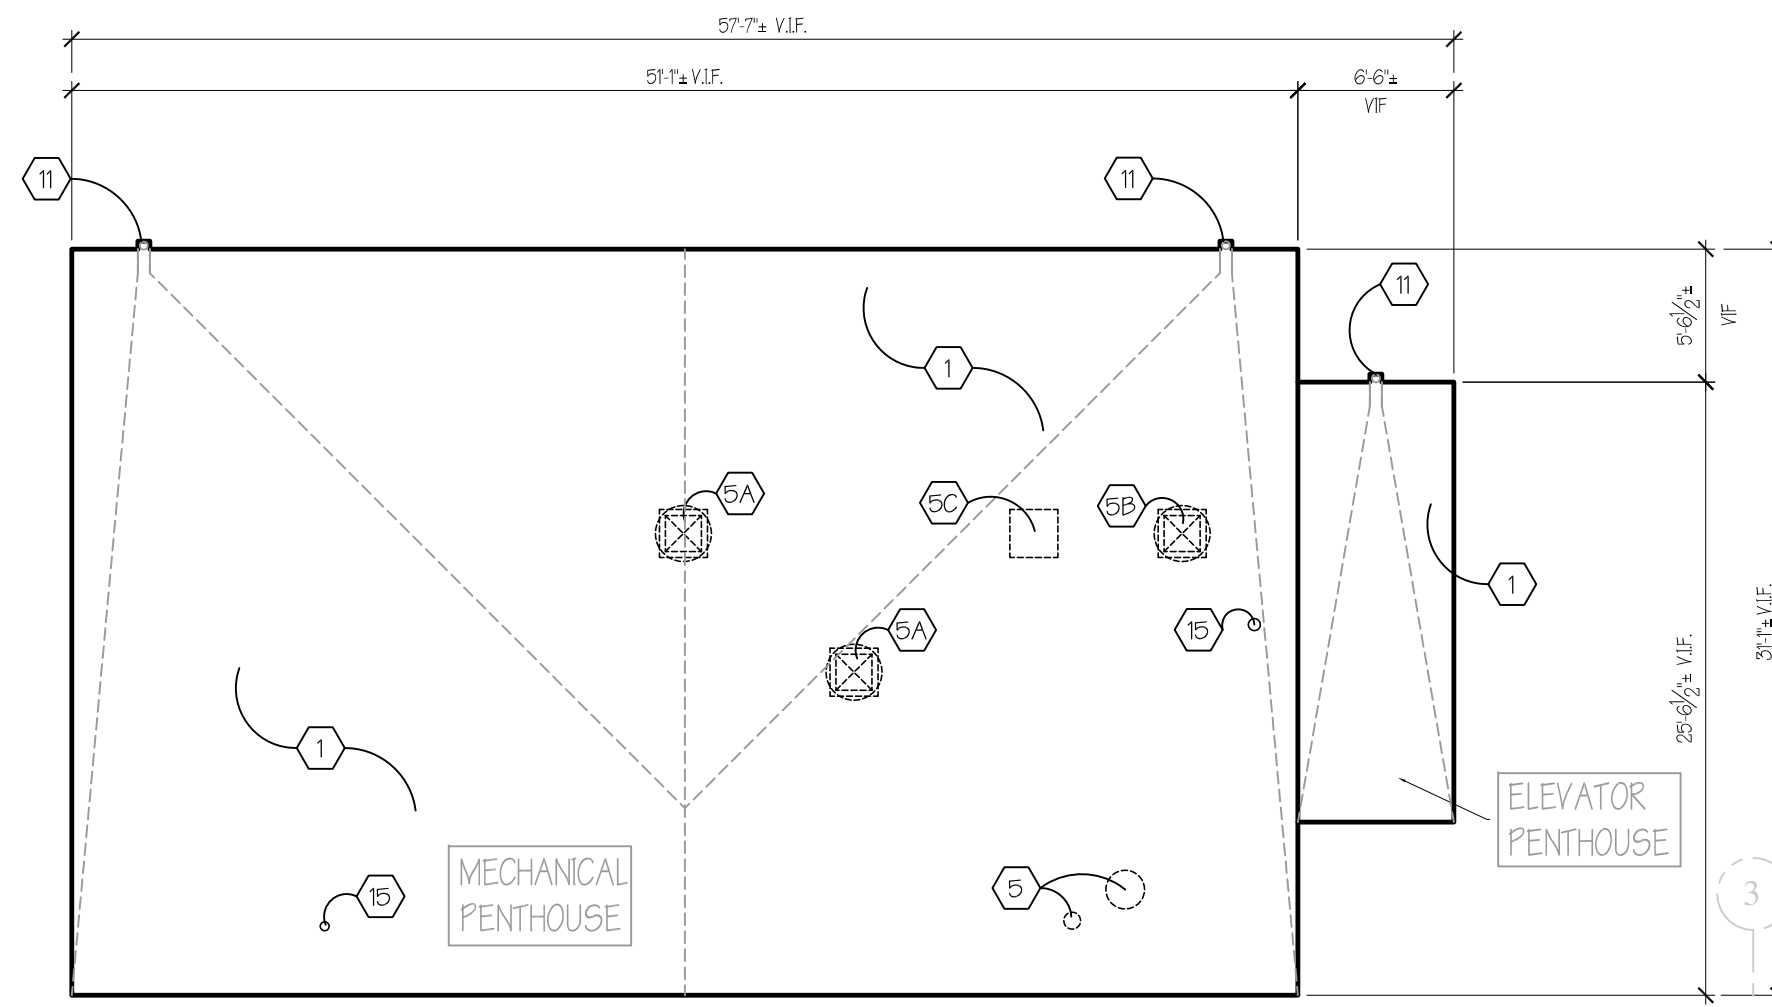 57'-7"± V.I.F.
51'-1"± V.I.F.
6'-6"±
VIF
11
11
11
5'-6½"±
VIF
1
5A
5C
5B
1
15
5A
31'-1"± V.I.F.
25'-6½"± V.I.F.
1
ELEVATOR
PENTHOUSE
MECHANICAL
PENTHOUSE
15
5
3